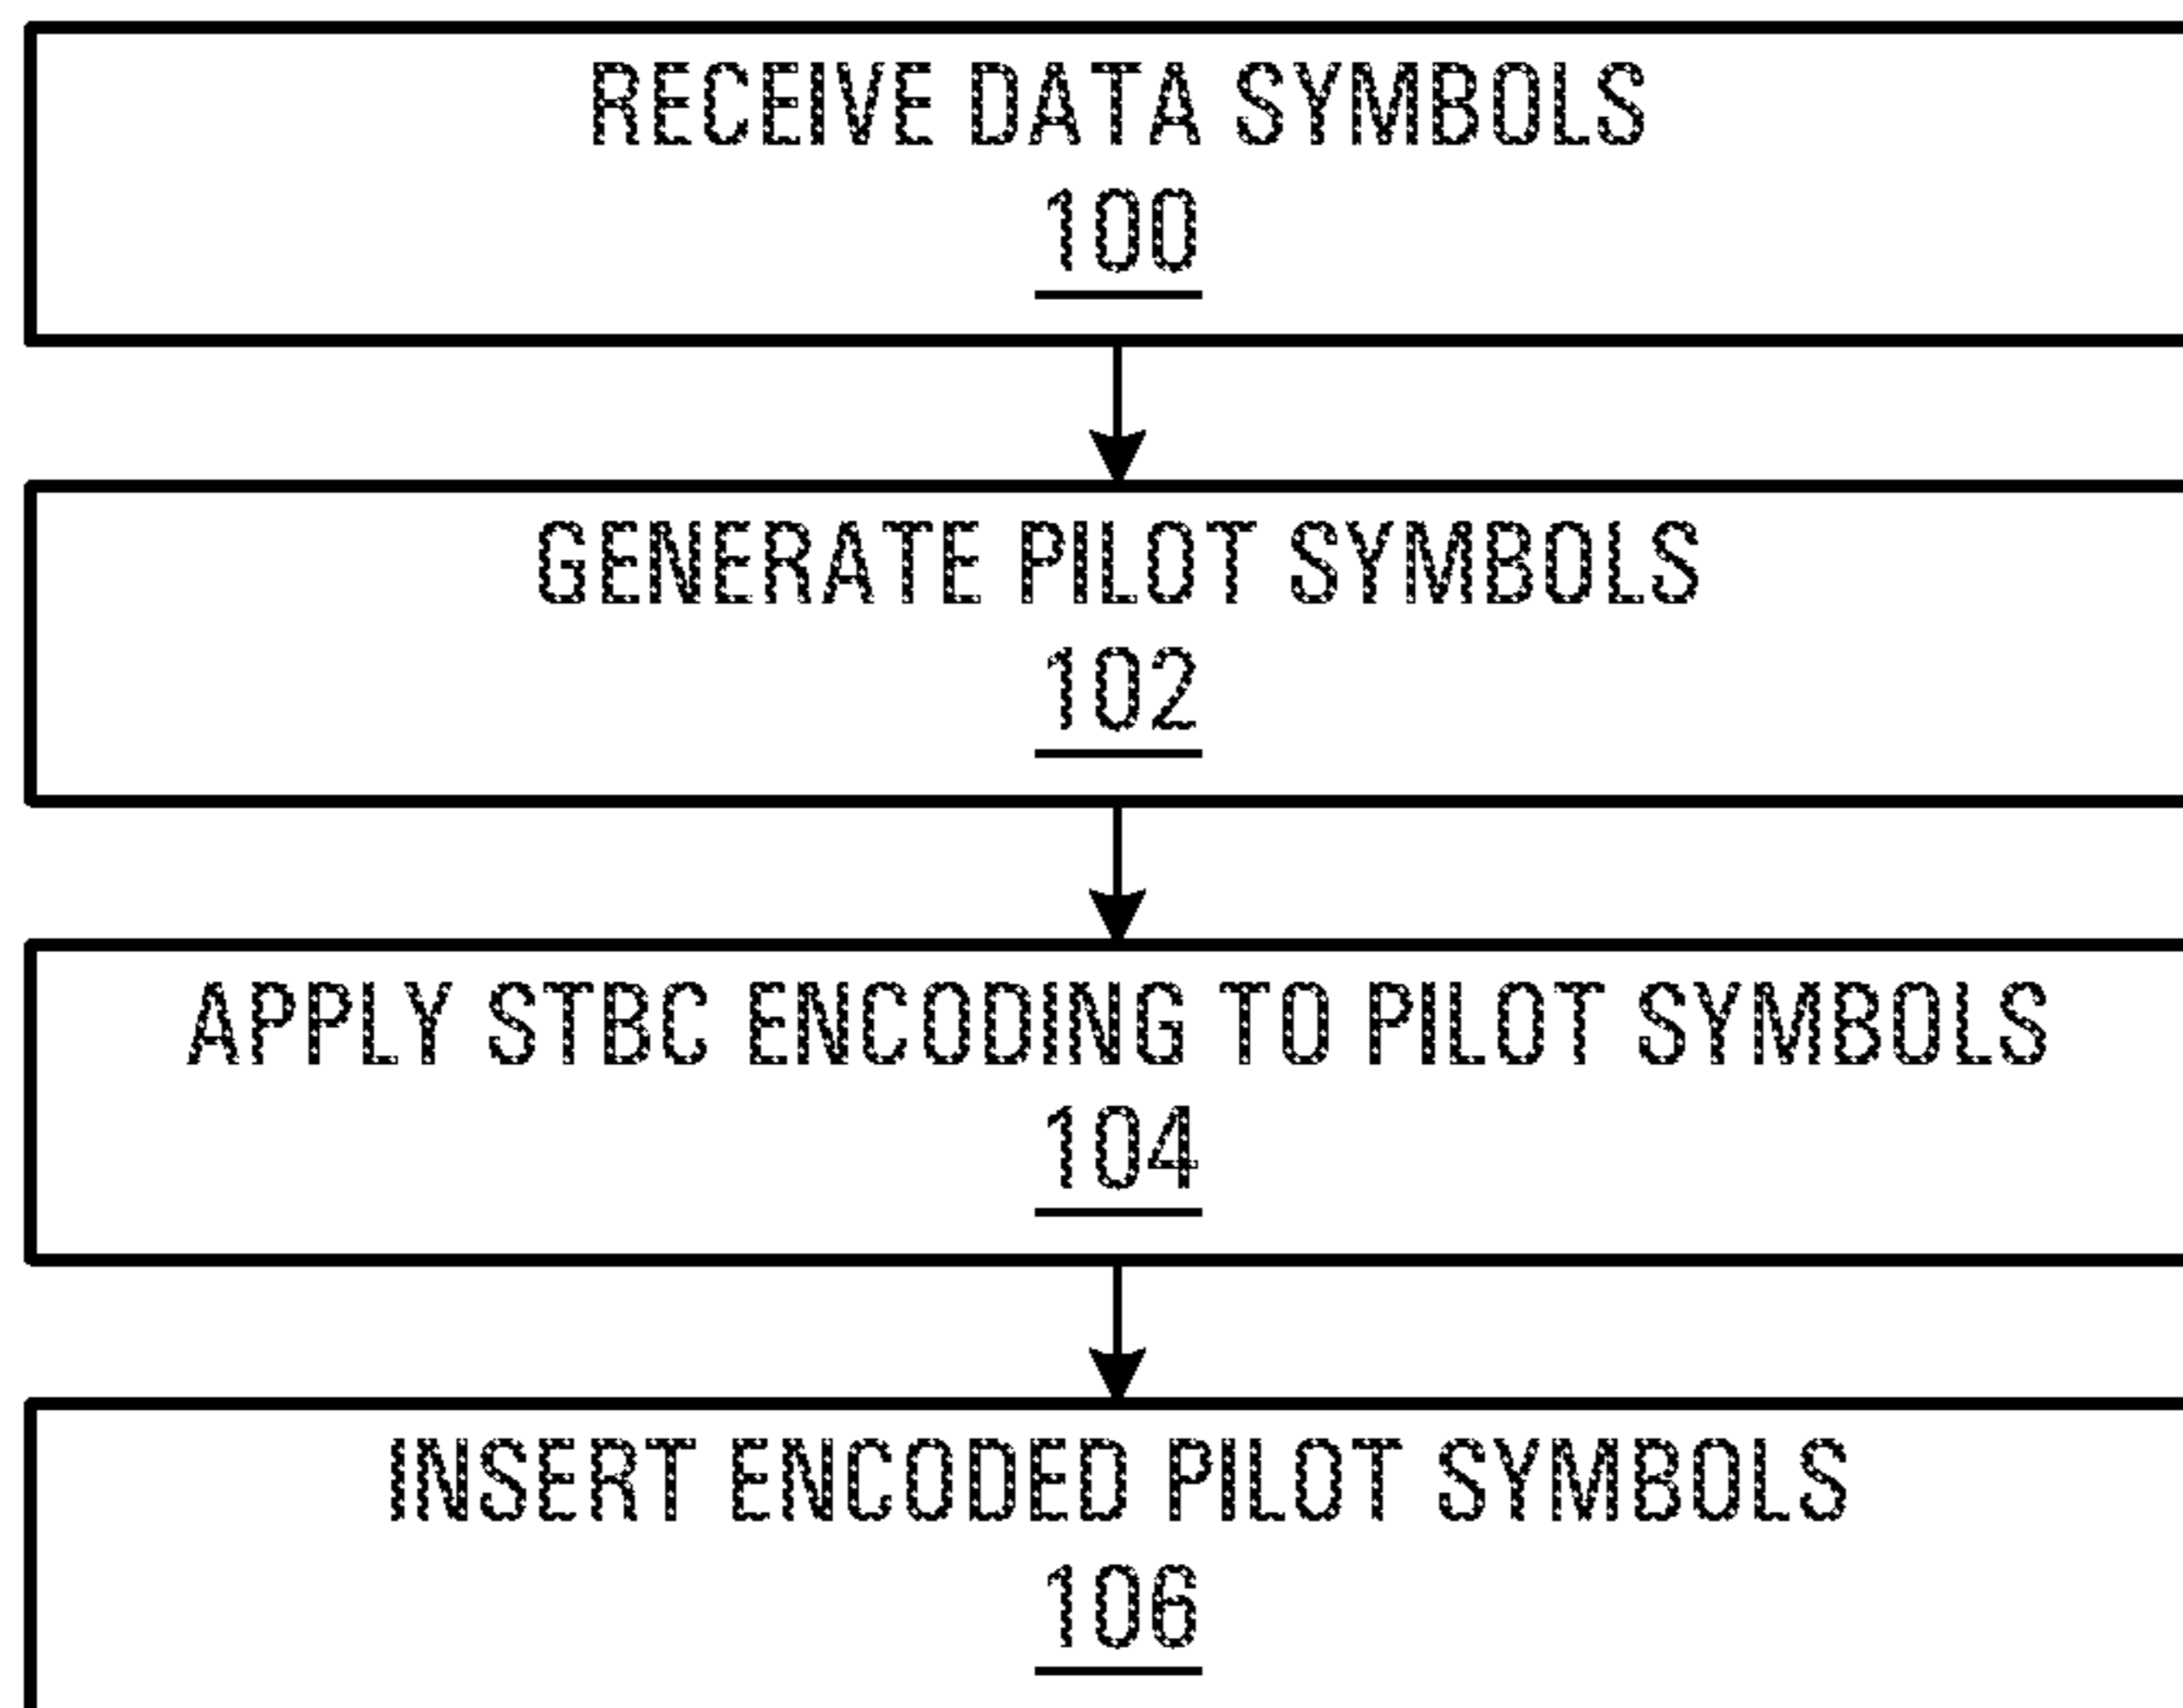 RECEIVE DATA SYMBOLS
100
GENERATE PILOT SYMBOLS
102
APPLY STBC ENCODING TO PILOT SYMBOLS
104
INSERT ENCODED PILOT SYMBOLS
106